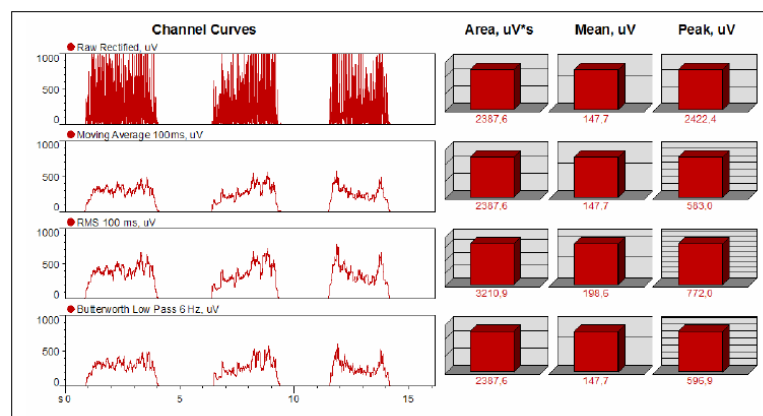 Channel Curves Area, uV*s Mean, uV Peak, uV
Raw Rectified, uV
1000
500
0
2387,6 147,7 2422,4
Moving Average 100ms, uV
1000
500
0
2387,6 147,7 583,0
RMS 100 ms, uV
1000
500
0
3210,9 198,6 772,0
Butterworth Low Pass 6 Hz, uV
1000
500
0
2387,6 147,7 596,9
s 0 5 10 15